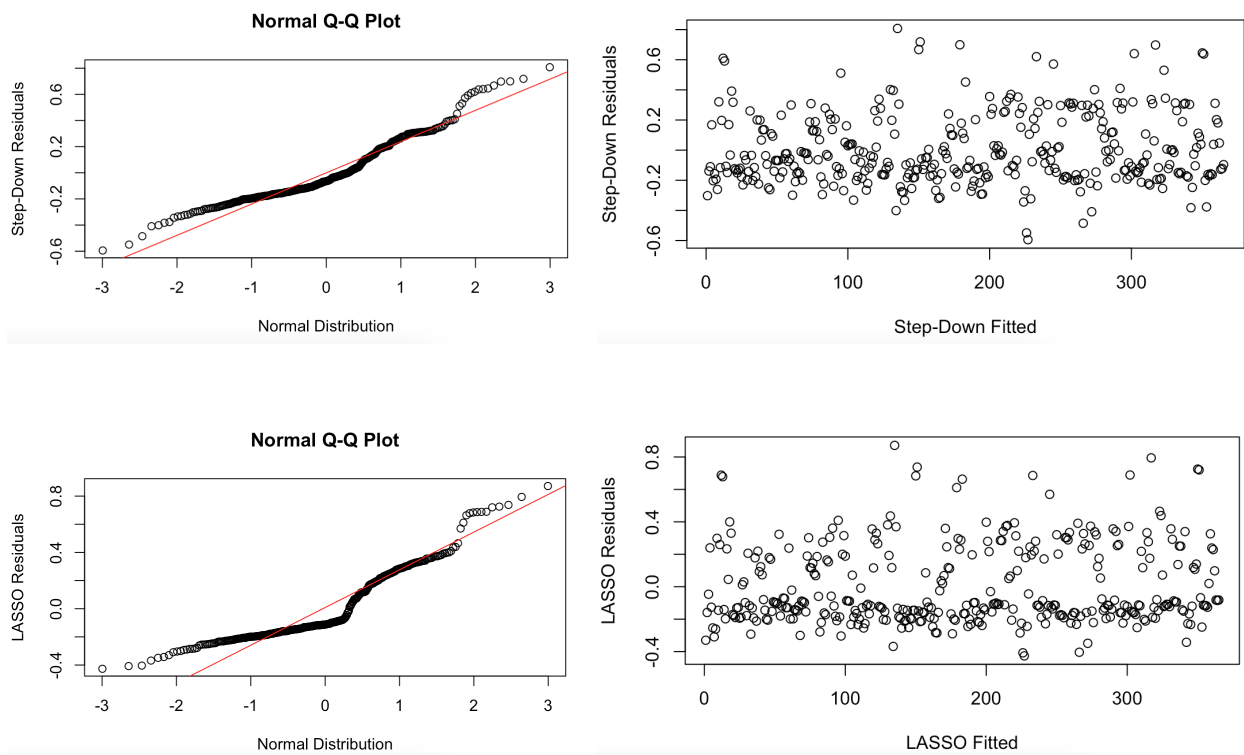 Normal Q-Q Plot
Step-Down Residuals
0.6
0.2
-0.2
-0.6
-3 -2 -1 0 1 2 3
Normal Distribution
Step-Down Residuals
0.6
0.2
-0.2
-0.6
0 100 200 300
Step-Down Fitted
Normal Q-Q Plot
LASSO Residuals
0.8
0.4
0.0
-0.4
-3 -2 -1 0 1 2 3
Normal Distribution
LASSO Residuals
0.8
0.4
0.0
-0.4
0 100 200 300
LASSO Fitted